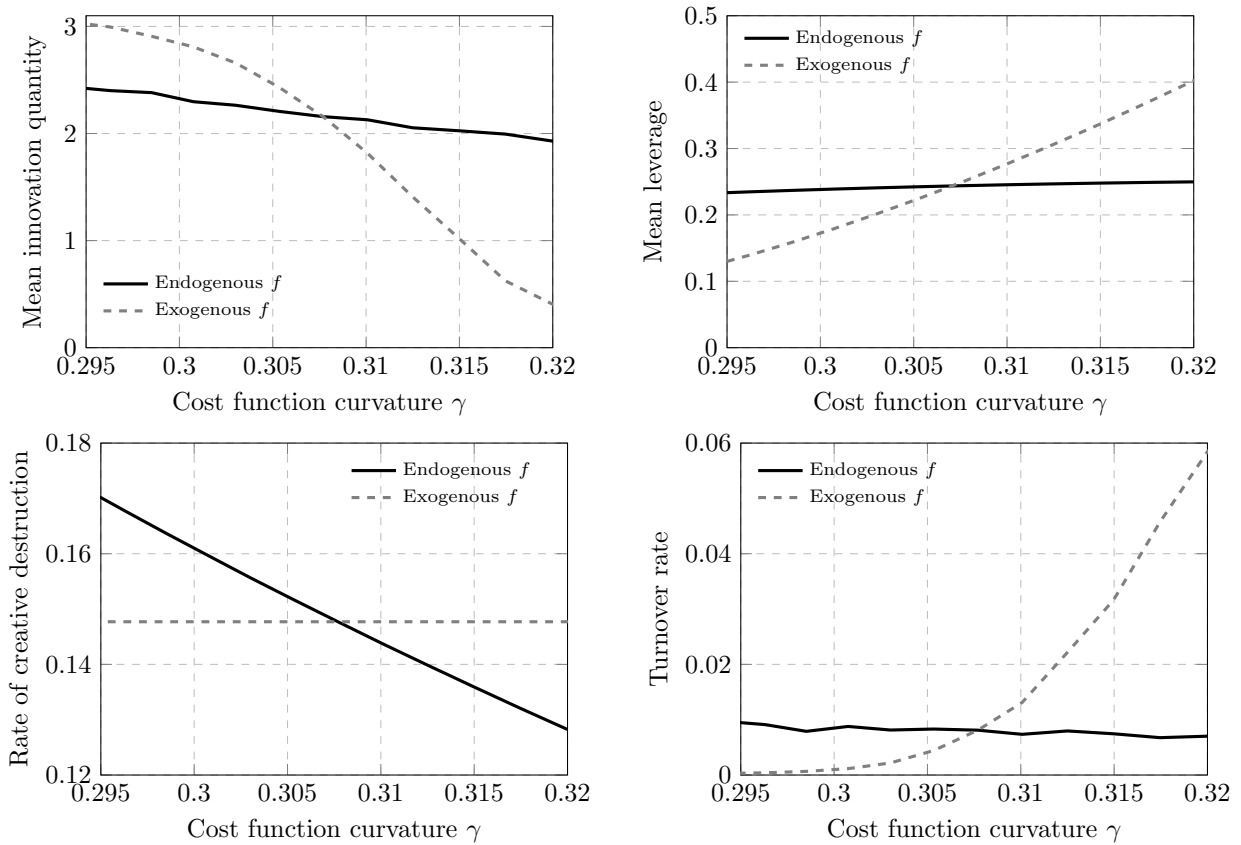 Mean innovation quantity
3
2
1
0
Endogenous f
Exogenous f
0.295 0.3 0.305 0.31 0.315 0.32
Cost function curvature γ
Mean leverage
0.5
0.4
0.3
0.2
0.1
0
Endogenous f
Exogenous f
0.295 0.3 0.305 0.31 0.315 0.32
Cost function curvature γ
Rate of creative destruction
0.18
0.16
0.14
0.12
Endogenous f
Exogenous f
0.295 0.3 0.305 0.31 0.315 0.32
Cost function curvature γ
Turnover rate
0.06
0.04
0.02
0
Endogenous f
Exogenous f
0.295 0.3 0.305 0.31 0.315 0.32
Cost function curvature γ